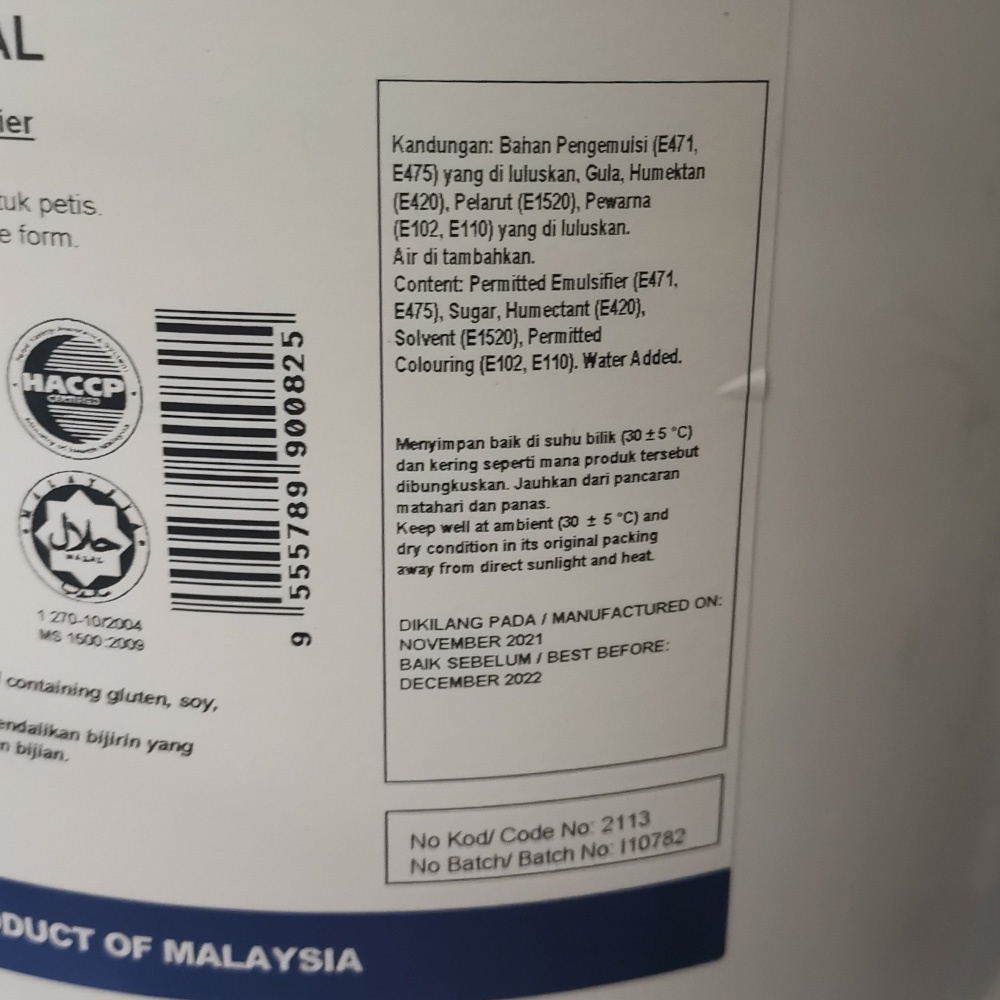 AL
ier
tuk petis.
e form.
HACCP
CERTIFIED
MALAYSIA
حلال
HALAL
1 270-10/2004
MS 1500:2009
containing gluten, soy,
endalikan bijirin yang
n bijian.
9 555789 900825
Kandungan: Bahan Pengemulsi (E471,
E475) yang di luluskan, Gula, Humektan
(E420), Pelarut (E1520), Pewarna
(E102, E110) yang di luluskan.
Air di tambahkan.
Content: Permitted Emulsifier (E471,
E475), Sugar, Humectant (E420),
Solvent (E1520), Permitted
Colouring (E102, E110). Water Added.
Menyimpan baik di suhu bilik (30 ±5 °C)
dan kering seperti mana produk tersebut
dibungkuskan. Jauhkan dari pancaran
matahari dan panas.
Keep well at ambient (30 ± 5 °C) and
dry condition in its original packing
away from direct sunlight and heat.
DIKILANG PADA / MANUFACTURED ON:
NOVEMBER 2021
BAIK SEBELUM / BEST BEFORE:
DECEMBER 2022
No Kod/ Code No: 2113
No Batch/ Batch No: I10782
DUCT OF MALAYSIA